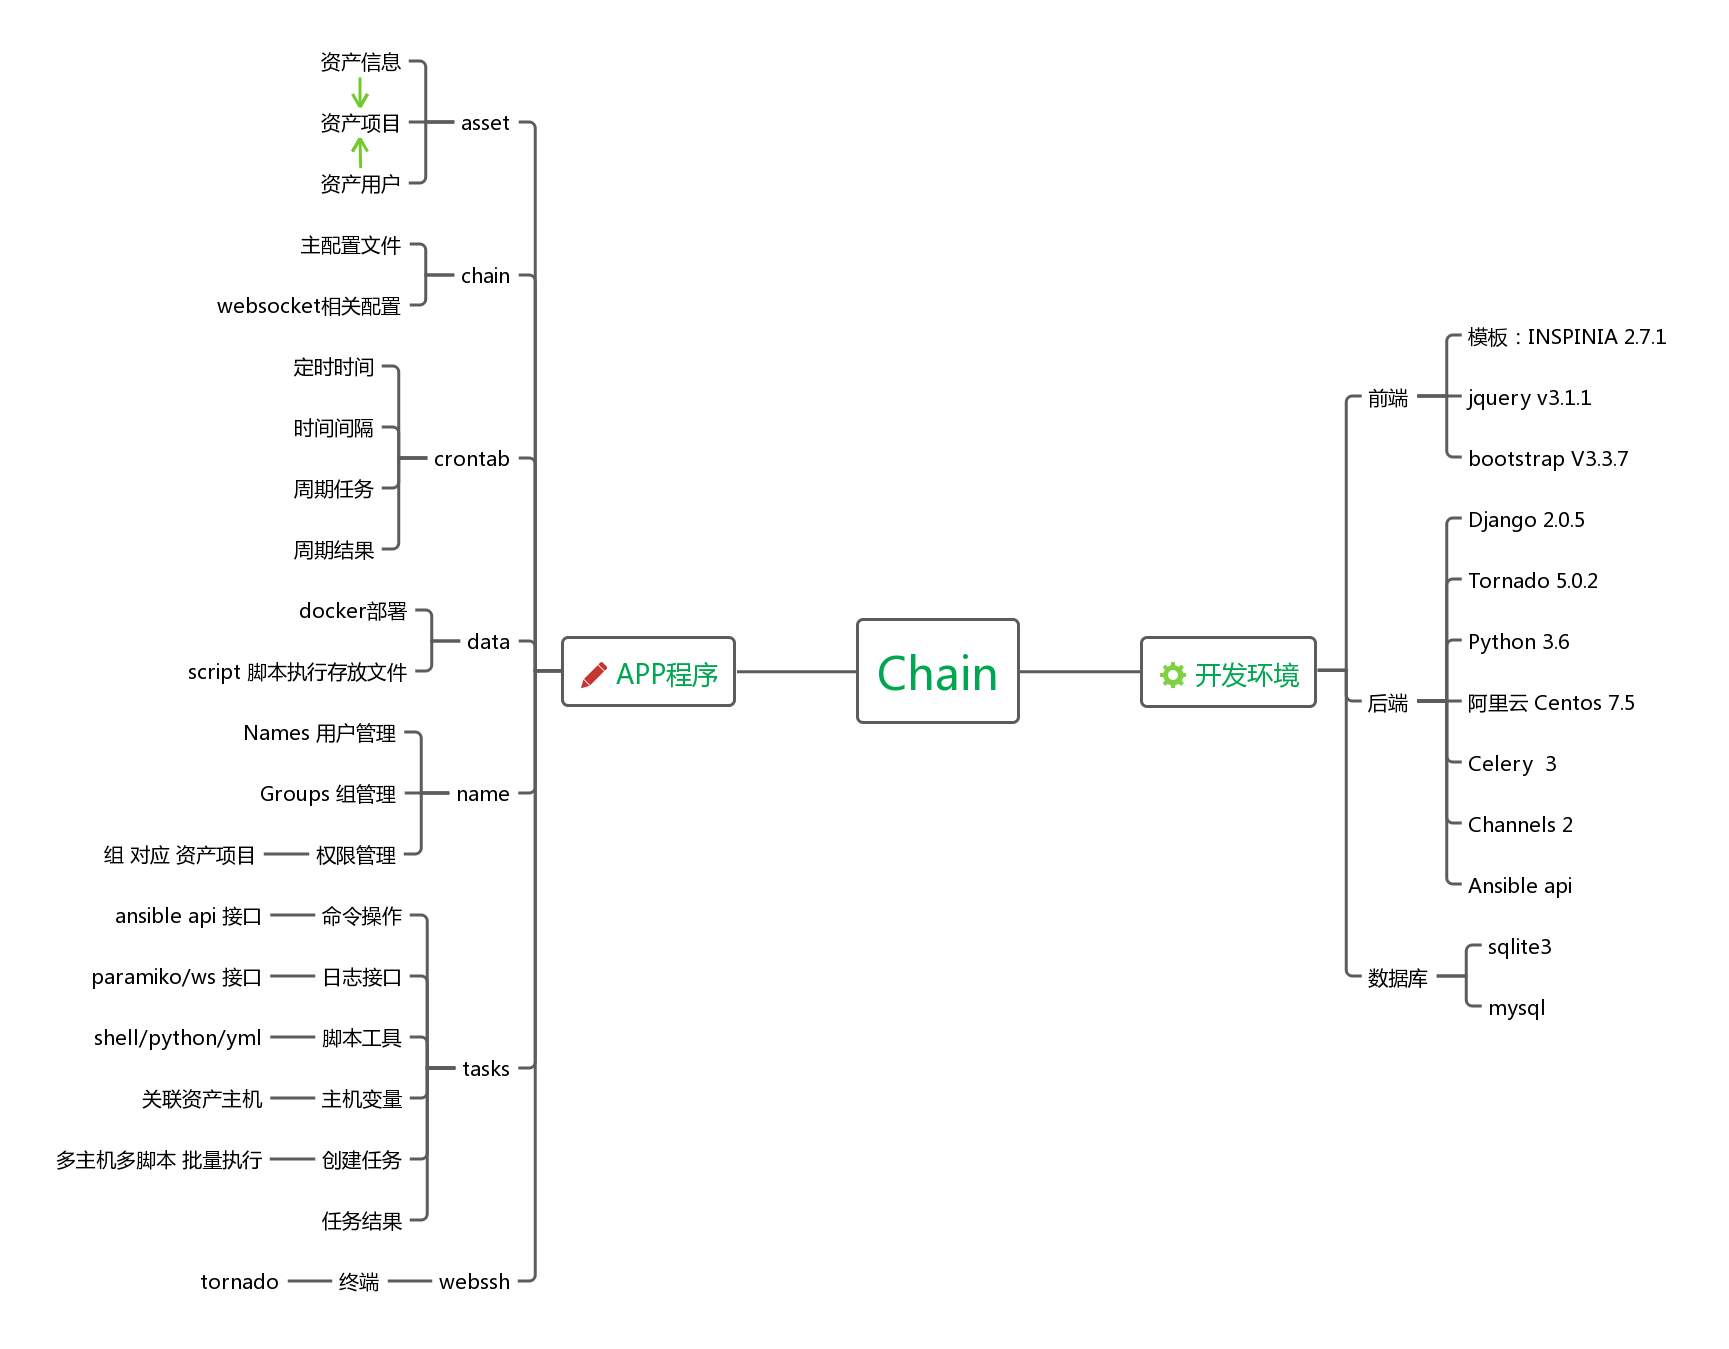 资产信息
资产项目
资产用户
asset
主配置文件
websocket相关配置
chain
定时时间
时间间隔
周期任务
周期结果
crontab
docker部署
script 脚本执行存放文件
data
Names 用户管理
Groups 组管理
组 对应 资产项目
权限管理
name
ansible api 接口
命令操作
paramiko/ws 接口
日志接口
shell/python/yml
脚本工具
关联资产主机
主机变量
多主机多脚本 批量执行
创建任务
任务结果
tasks
tornado
终端
webssh
APP程序
Chain
开发环境
前端
模板：INSPINIA 2.7.1
jquery v3.1.1
bootstrap V3.3.7
后端
Django 2.0.5
Tornado 5.0.2
Python 3.6
阿里云 Centos 7.5
Celery  3
Channels 2
Ansible api
数据库
sqlite3
mysql